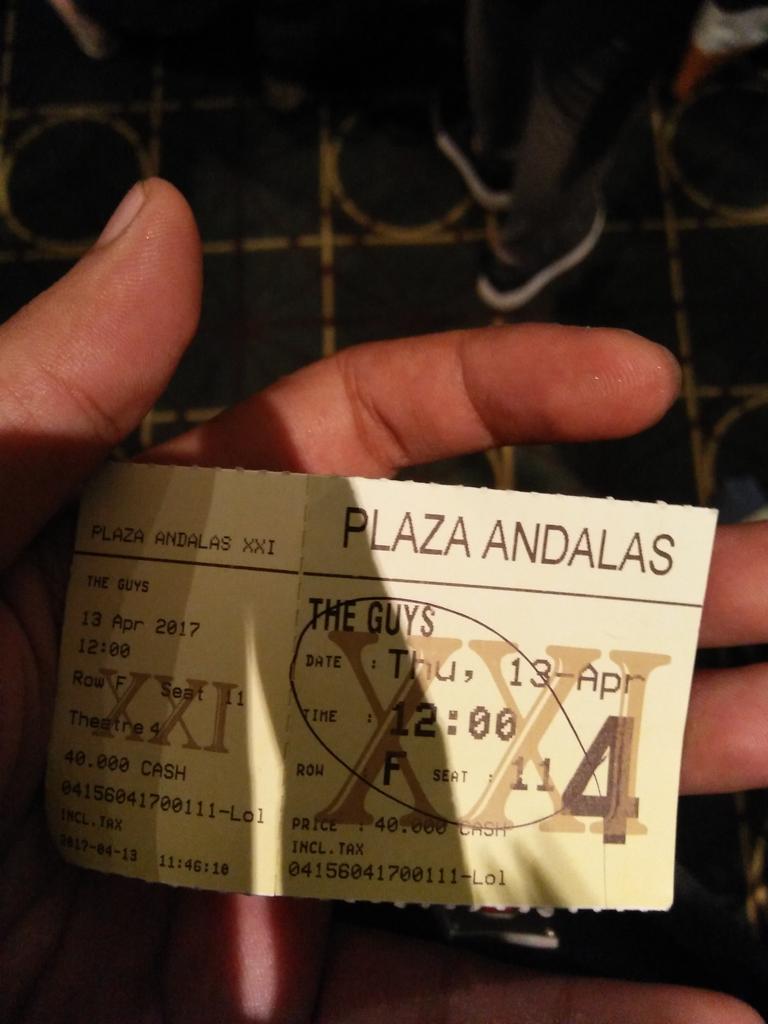 PLAZA ANDALAS XXI
THE GUYS
13 Apr 2017
12:00
Row F Seat 11
Theatre 4
XXI
40.000 CASH
04156041700111-Lol
INCL.TAX
2017-04-13 11:46:10
PLAZA ANDALAS
THE GUYS
DATE : Thu, 13-Apr
TIME : 12:00
ROW : F SEAT : 11
4
XXI
PRICE : 40.000 CASH
INCL.TAX
04156041700111-Lol